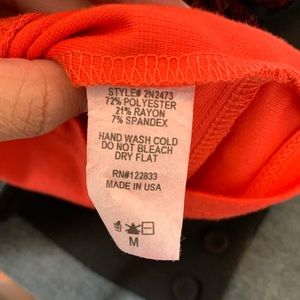 STYLE# 2N2473
72% POLYESTER
21% RAYON
7% SPANDEX
HAND WASH COLD
DO NOT BLEACH
DRY FLAT
RN#122833
MADE IN USA
M